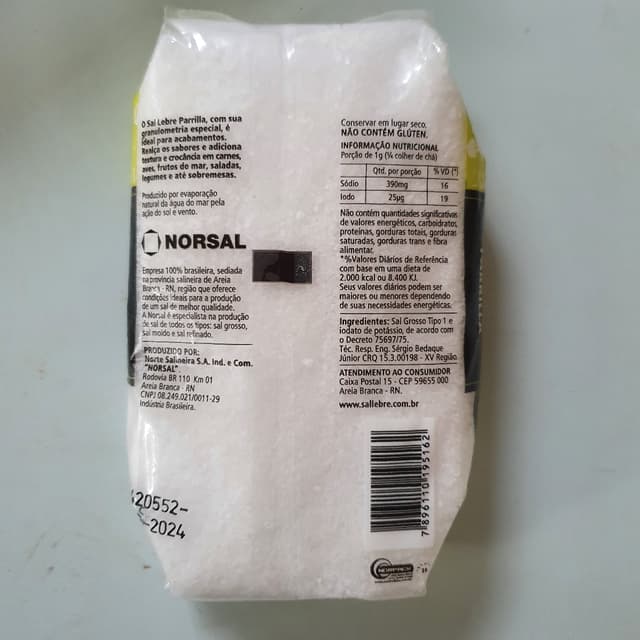 O Sal Lebre Parrilla, com sua
granulometria especial, é
ideal para acabamentos.
Realça os sabores e adiciona
textura e crocância em carnes,
aves, frutos do mar, saladas,
legumes e até sobremesas.
Produzido por evaporação
natural da água do mar pela
ação do sol e vento.
NORSAL
Empresa 100% brasileira, sediada
na província salineira de Areia
Branca - RN, região que oferece
condições ideais para a produção
de um sal de melhor qualidade.
A Norsal é especialista na produção
de sal de todos os tipos: sal grosso,
sal moído e sal refinado.
PRODUZIDO POR:
Norte Salineira S.A. Ind. e Com.
"NORSAL"
Rodovia BR 110 Km 01
Areia Branca - RN
CNPJ 08.249.021/0011-29
Indústria Brasileira.
20552-
-2024
Conservar em lugar seco.
NÃO CONTÉM GLÚTEN.
INFORMAÇÃO NUTRICIONAL
Porção de 1g (¼ colher de chá)
Qtd. por porção % VD (*)
Sódio 390mg 16
Iodo 25µg 19
Não contém quantidades significativas
de valores energéticos, carboidratos,
proteínas, gorduras totais, gorduras
saturadas, gorduras trans e fibra
alimentar.
*%Valores Diários de Referência
com base em uma dieta de
2.000 kcal ou 8.400 KJ.
Seus valores diários podem ser
maiores ou menores dependendo
de suas necessidades energéticas.
Ingredientes: Sal Grosso Tipo 1 e
iodato de potássio, de acordo com
o Decreto 75697/75.
Téc. Resp. Eng. Sérgio Bedaque
Júnior CRQ 15.3.00198 - XV Região
ATENDIMENTO AO CONSUMIDOR
Caixa Postal 15 - CEP 59655 000
Areia Branca - RN.
www.sallebre.com.br
7 896110 195162
NORPACK